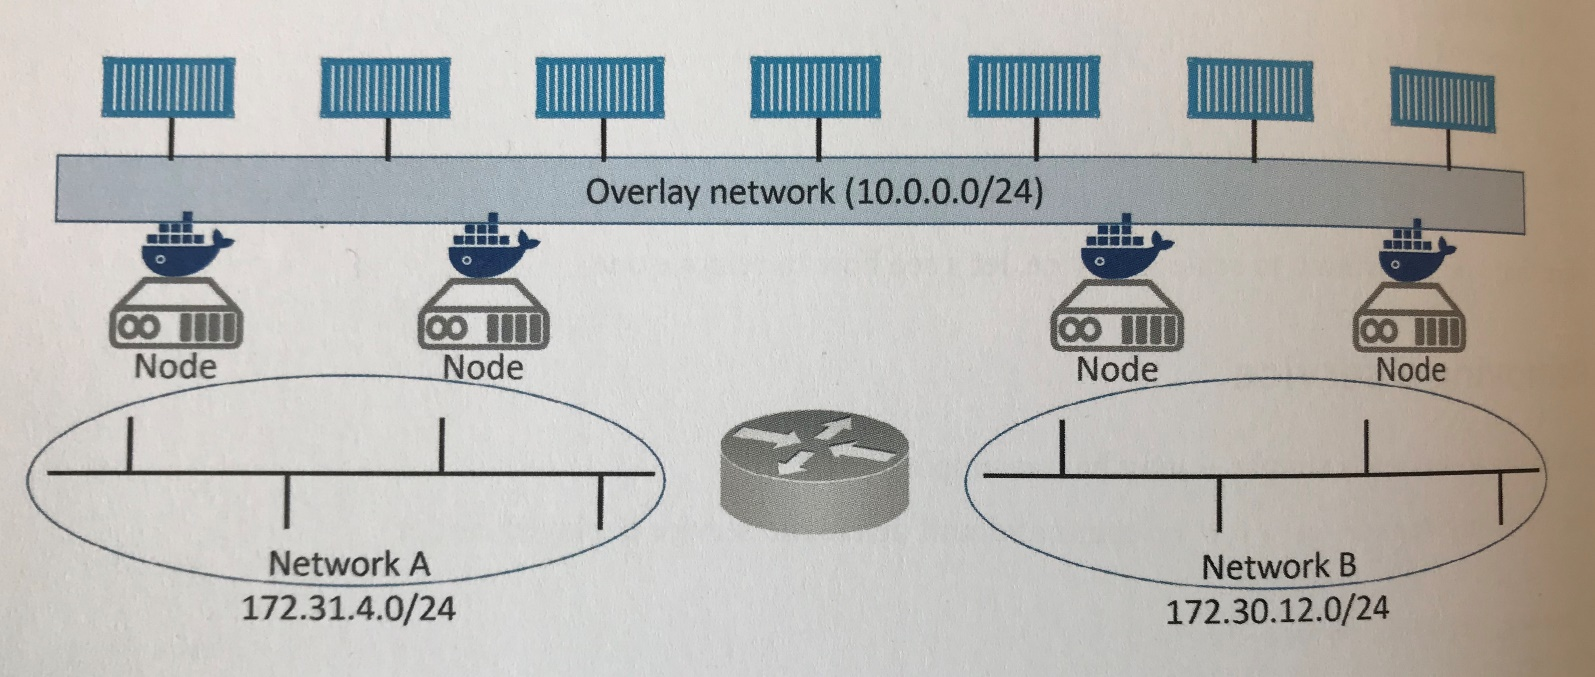 Overlay network (10.0.0.0/24)
Node
Node
Node
Node
Network A
172.31.4.0/24
Network B
172.30.12.0/24